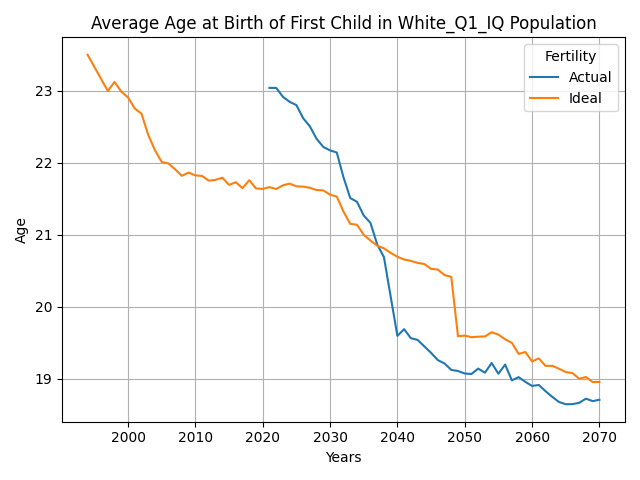 Average Age at Birth of First Child in White_Q1_IQ Population
Fertility
Actual
Ideal
Age
23
22
21
20
19
2000 2010 2020 2030 2040 2050 2060 2070
Years